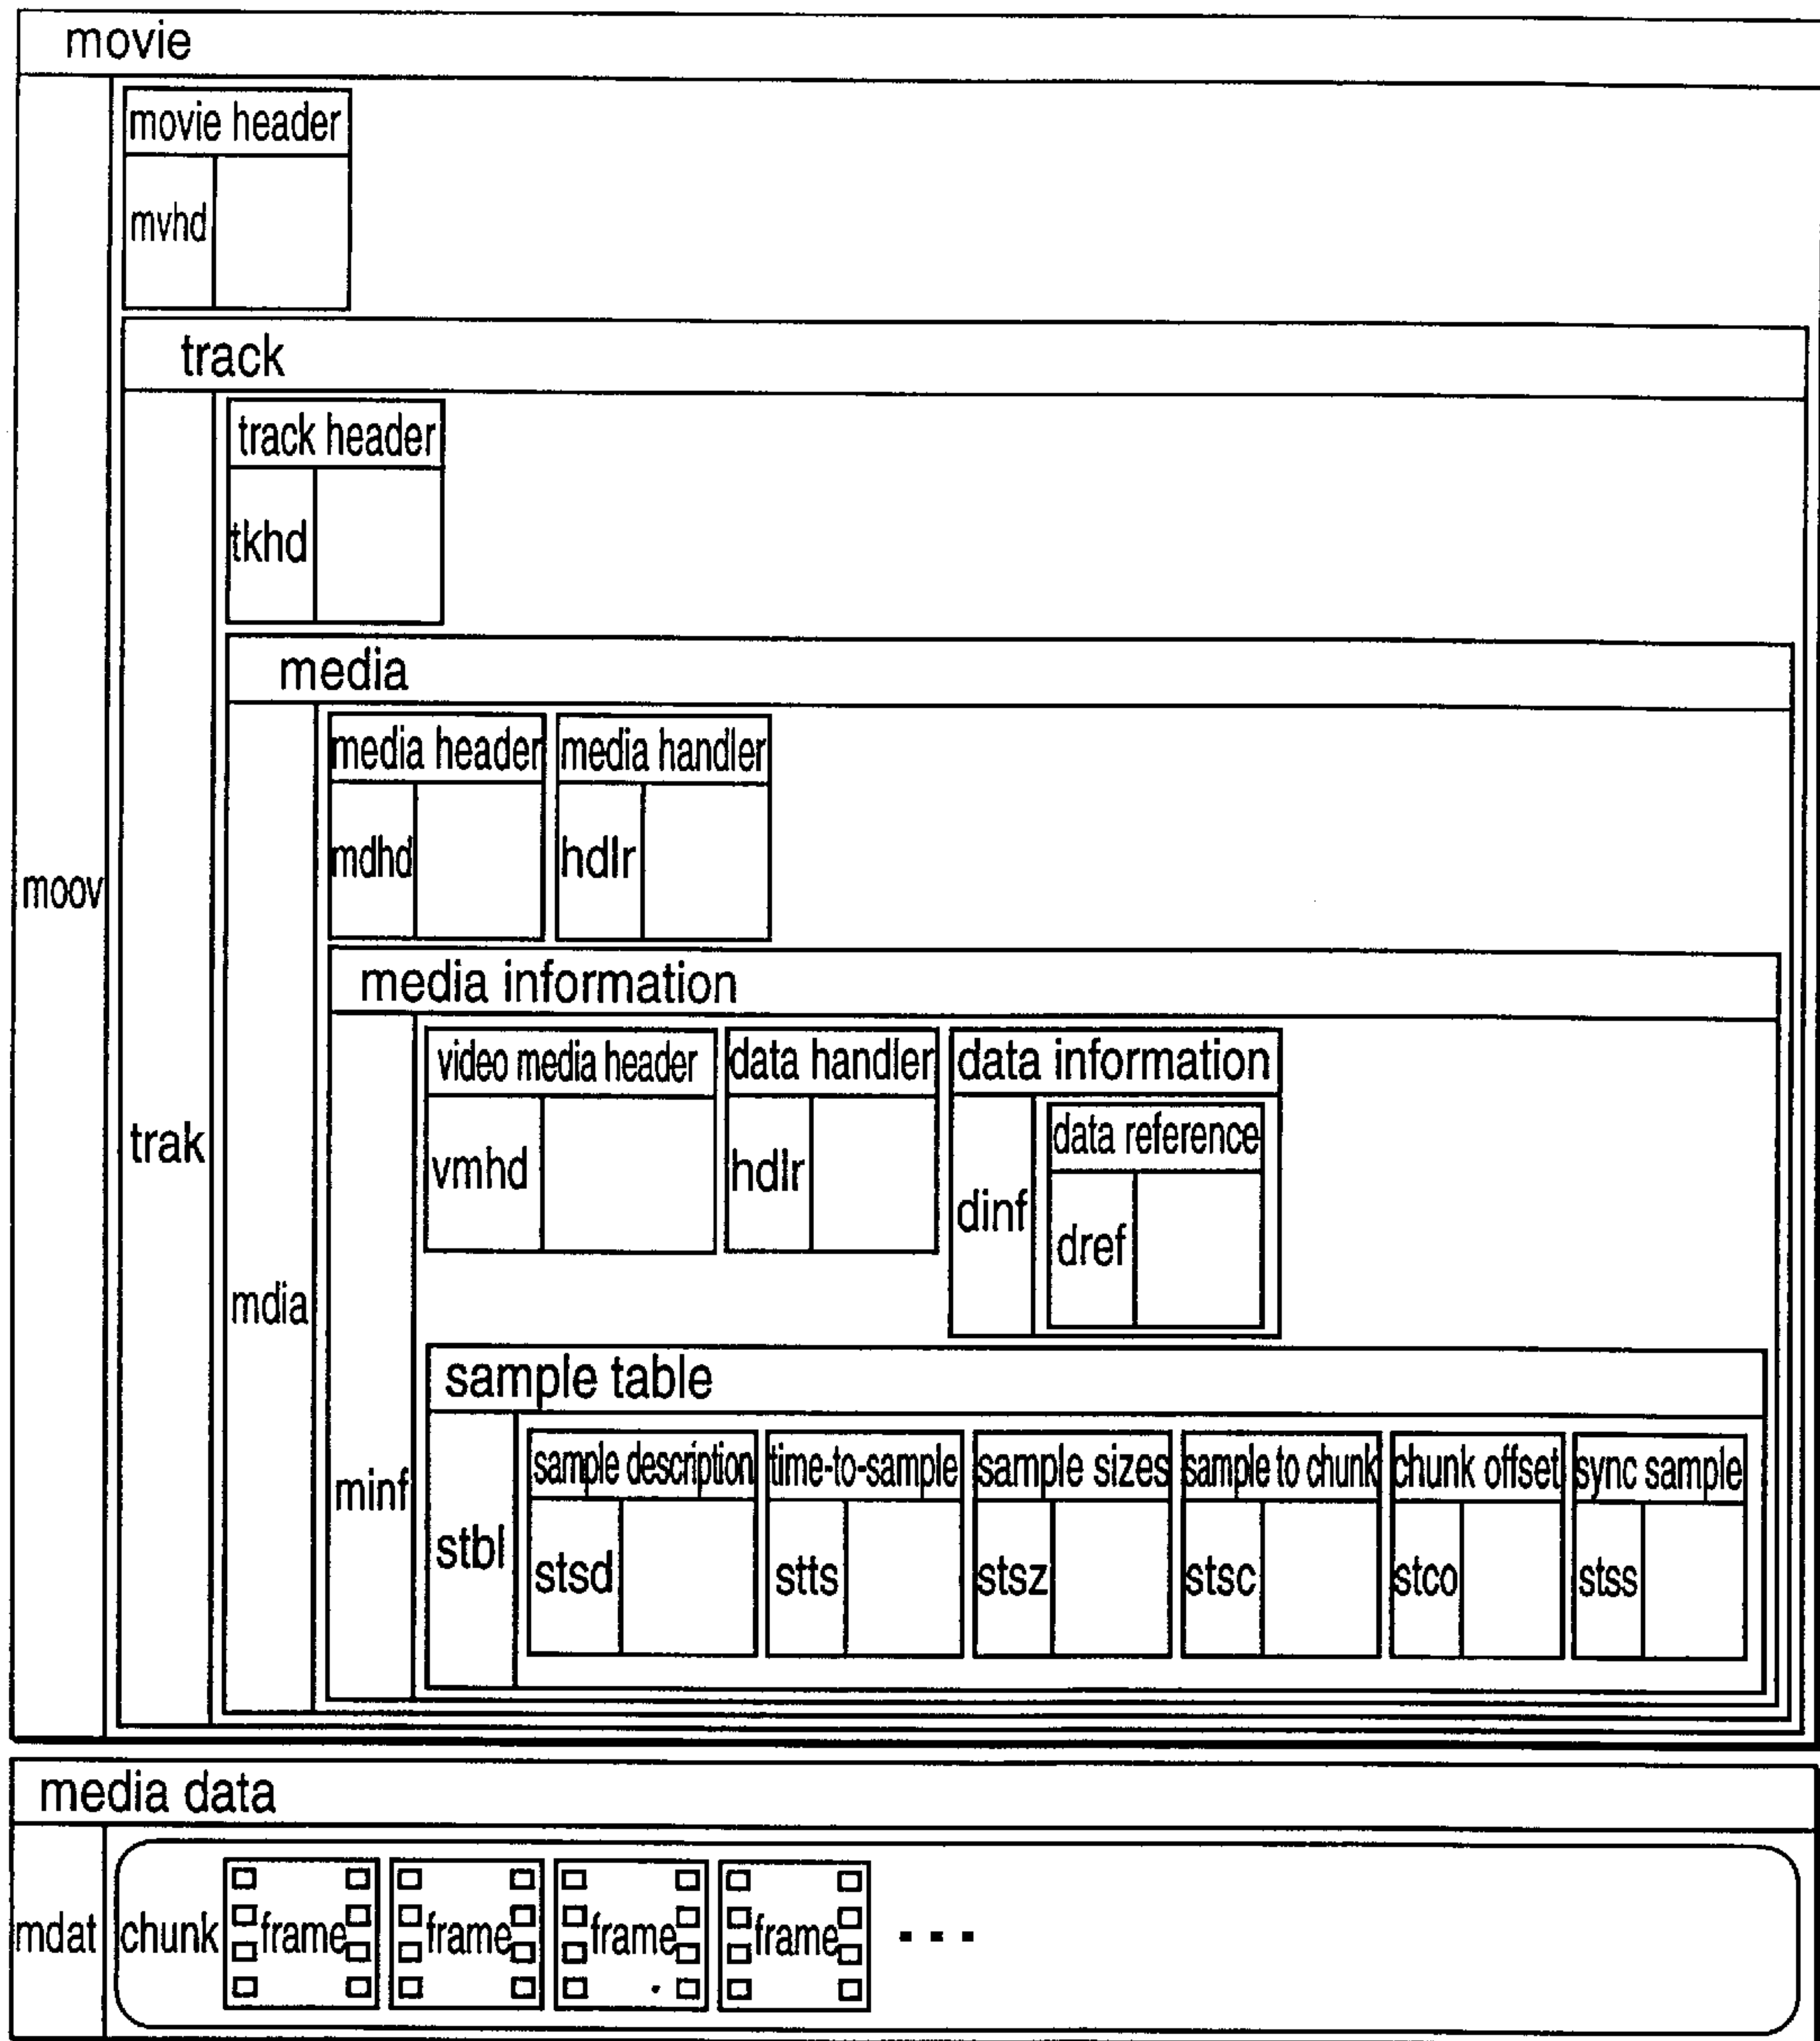 movie
movie header
mvhd
track
track header
tkhd
media
media header media handler
mdhd hdlr
moov
media information
video media header data handler data information
data reference
trak
vmhd hdlr
dinf
dref
mdia
sample table
sample description time-to-sample sample sizes sample to chunk chunk offset sync sample
minf
stbl
stsd stts stsz stsc stco stss
media data
mdat chunk frame frame frame frame ...